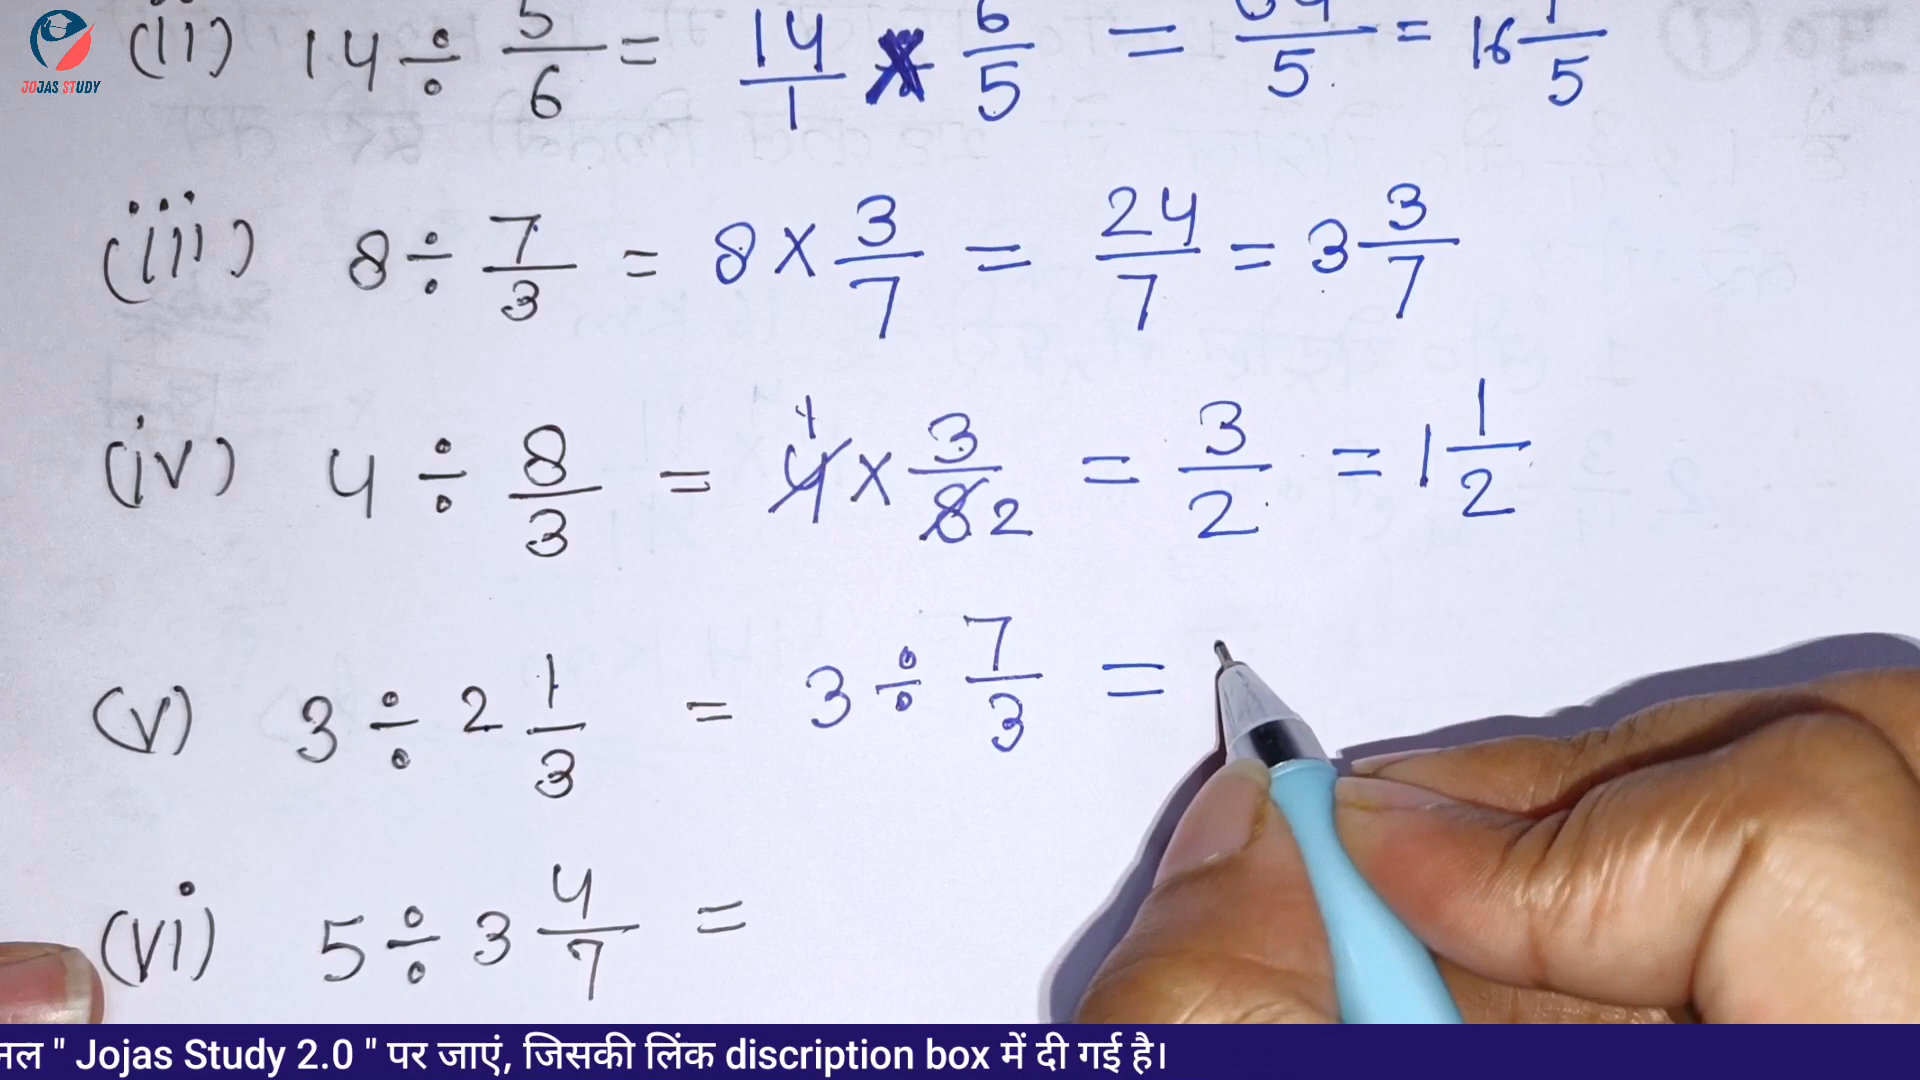 JOJAS STUDY
(ii) 14 ÷ 5/6 = 14/1 × 6/5 = 84/5 = 16
(iii) 8 ÷ 7/3 = 8 × 3/7 = 24/7 = 3 3/7
(iv) 4 ÷ 8/3 = 4 1 × 3/8 2 = 3/2 = 1 1/2
(v) 3 ÷ 2 1/3 = 3 ÷ 7/3 =
(vi) 5 ÷ 3 4/7 =
" Jojas Study 2.0 " पर जाएं, जिसकी लिंक discription box में दी गई है।